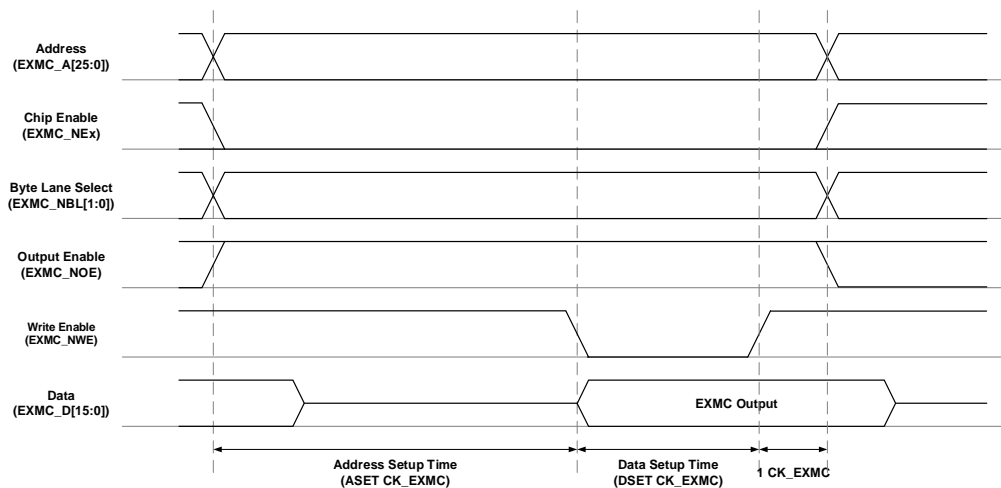 Address
(EXMC_A[25:0])
Chip Enable
(EXMC_NEx)
Byte Lane Select
(EXMC_NBL[1:0])
Output Enable
(EXMC_NOE)
Write Enable
(EXMC_NWE)
Data
(EXMC_D[15:0])
EXMC Output
Address Setup Time
(ASET CK_EXMC)
Data Setup Time
(DSET CK_EXMC)
1 CK_EXMC